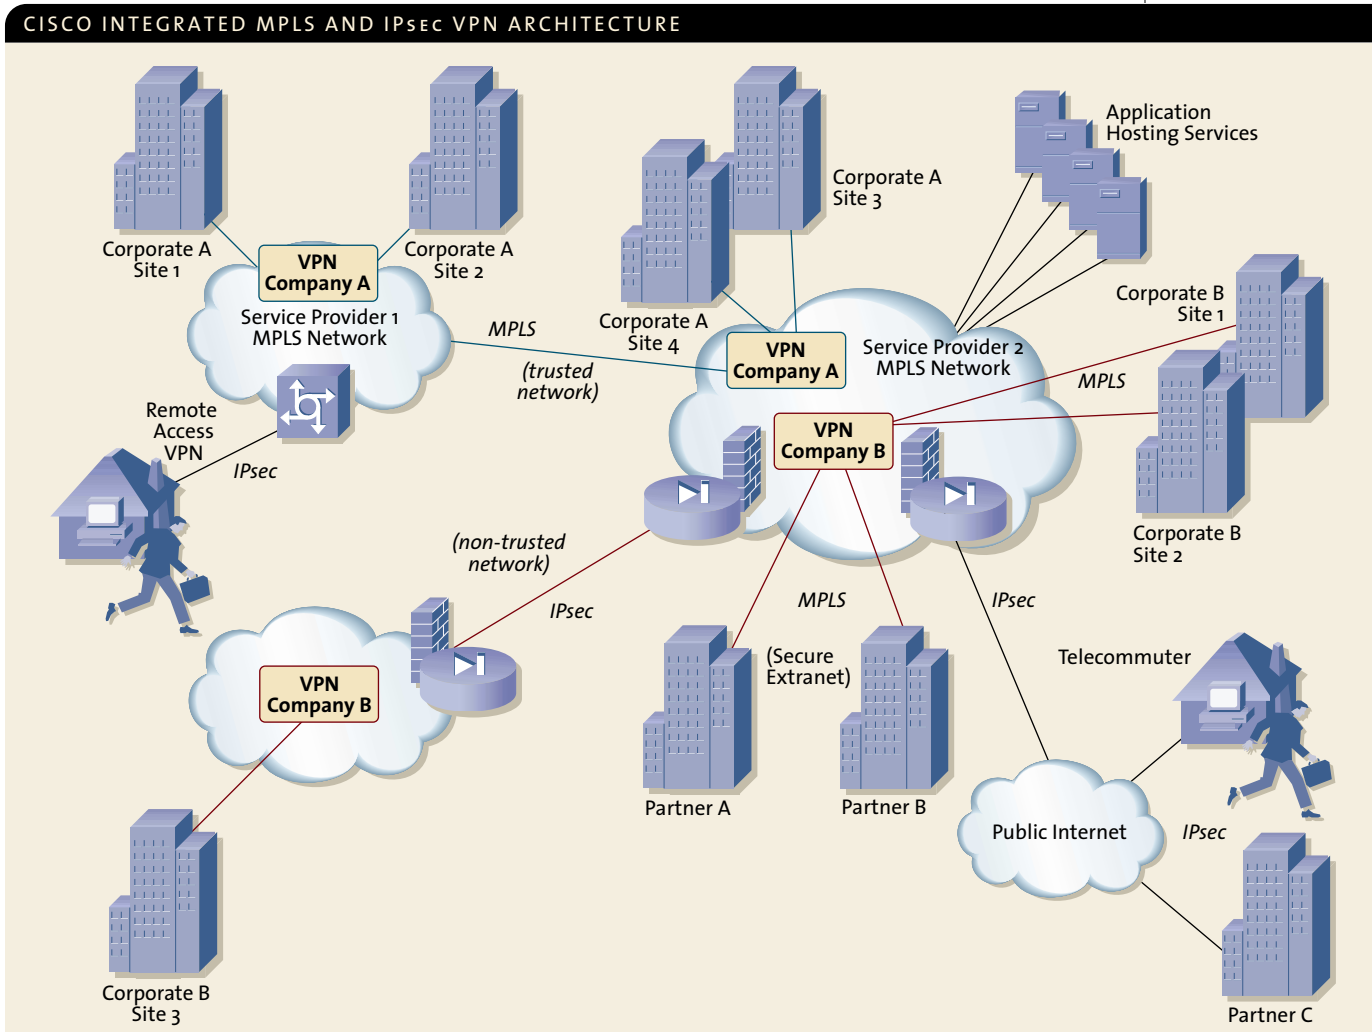 CISCO INTEGRATED MPLS AND IPSEC VPN ARCHITECTURE
Corporate A
Site 1
Corporate A
Site 2
VPN
Company A
Service Provider 1
MPLS Network
Corporate A
Site 3
Corporate A
Site 4
Application
Hosting Services
Corporate B
Site 1
MPLS
(trusted
network)
VPN
Company A
Service Provider 2
MPLS Network
MPLS
Remote
Access
VPN
IPsec
VPN
Company B
Corporate B
Site 2
(non-trusted
network)
IPsec
MPLS
IPsec
(Secure
Extranet)
Telecommuter
VPN
Company B
Partner A
Partner B
Public Internet
IPsec
Corporate B
Site 3
Partner C